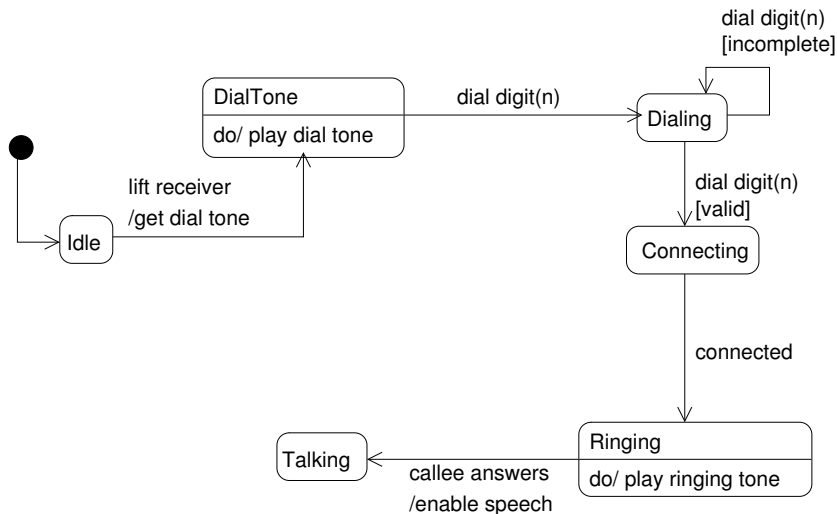 dial digit(n)
[incomplete]
DialTone
do/ play dial tone
dial digit(n)
Dialing
lift receiver
/get dial tone
Idle
dial digit(n)
[valid]
Connecting
connected
Ringing
do/ play ringing tone
Talking
callee answers
/enable speech